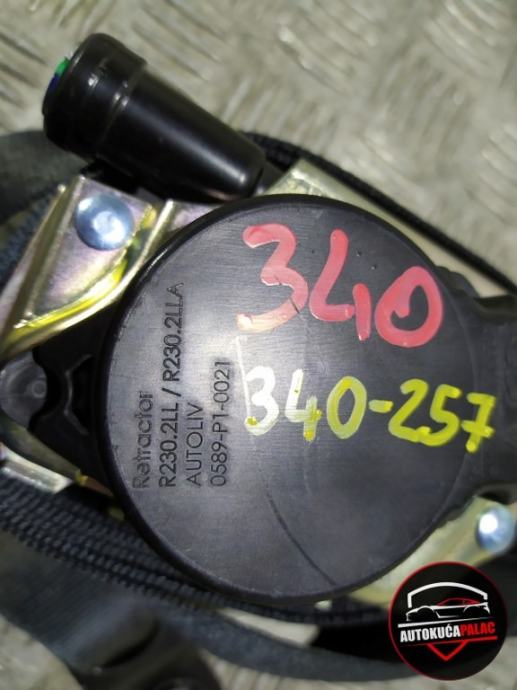 340
340-257
Retractor
R230.2LL / R230.2LLA
AUTOLIV
0589-P1-0021
AUTOKUĆAPALAC